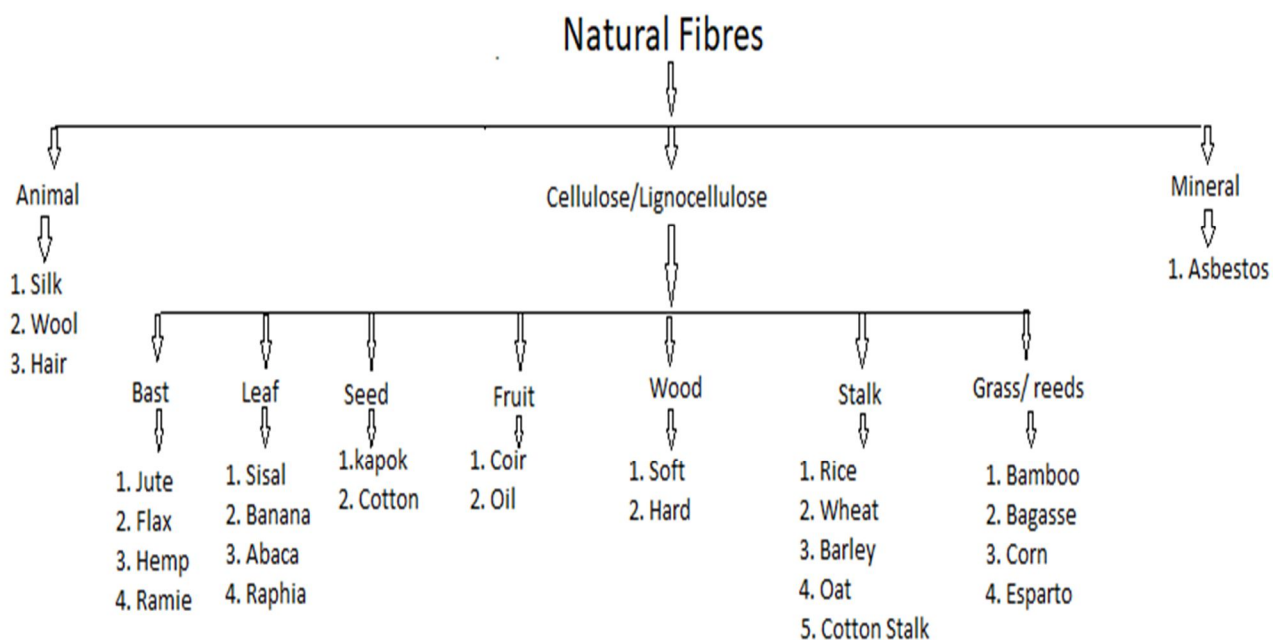 Natural Fibres
Animal
Cellulose/Lignocellulose
Mineral
1. Silk
2. Wool
3. Hair
1. Asbestos
Bast
Leaf
Seed
Fruit
Wood
Stalk
Grass/ reeds
1. Jute
2. Flax
3. Hemp
4. Ramie
1. Sisal
2. Banana
3. Abaca
4. Raphia
1.kapok
2. Cotton
1. Coir
2. Oil
1. Soft
2. Hard
1. Rice
2. Wheat
3. Barley
4. Oat
5. Cotton Stalk
1. Bamboo
2. Bagasse
3. Corn
4. Esparto